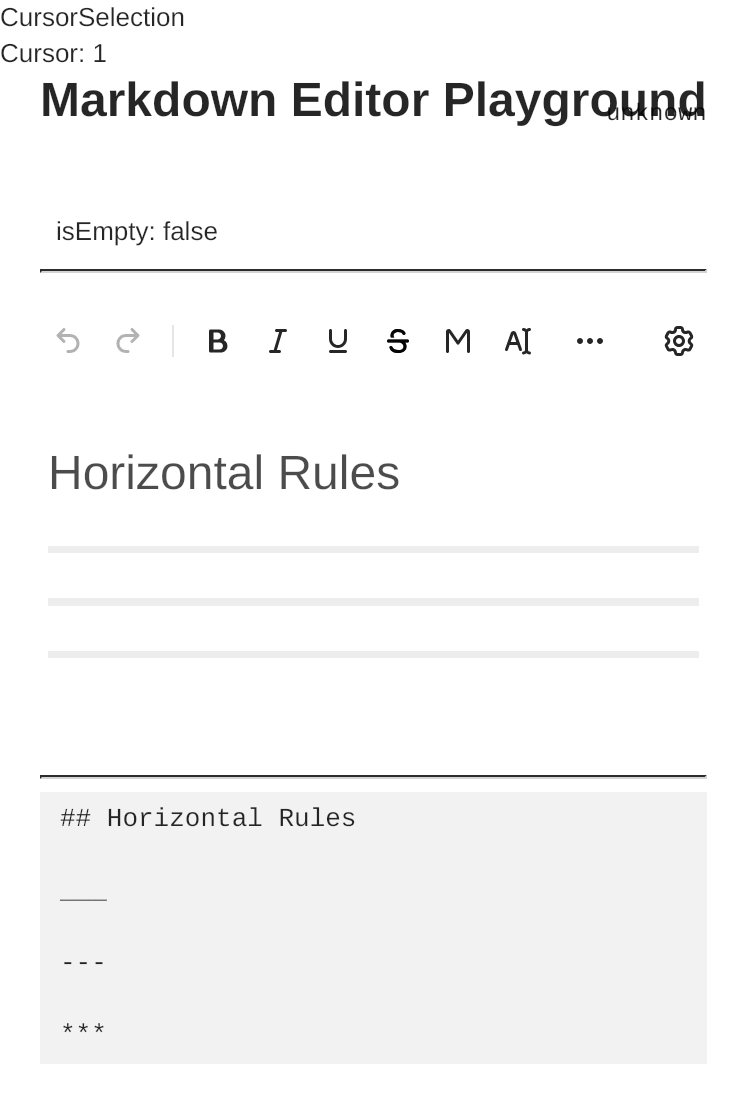 CursorSelection
Cursor: 1
Markdown Editor Playground
unknown
isEmpty: false
Horizontal Rules
## Horizontal Rules
___
---
***